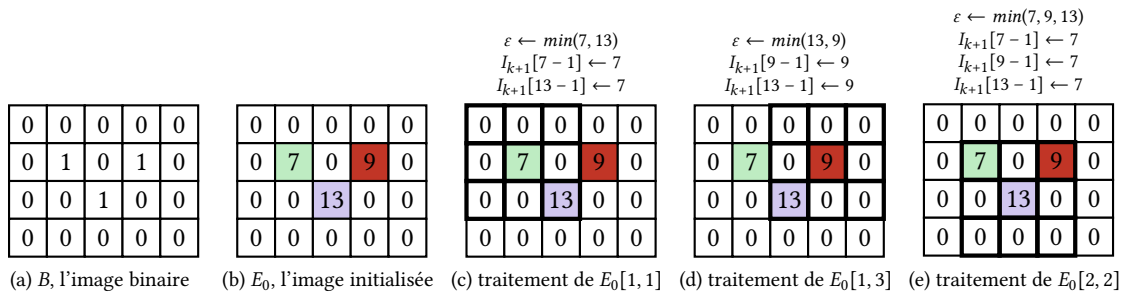 ε ← min(7, 13)
I_{k+1}[7 − 1] ← 7
I_{k+1}[13 − 1] ← 7
ε ← min(13, 9)
I_{k+1}[9 − 1] ← 9
I_{k+1}[13 − 1] ← 9
ε ← min(7, 9, 13)
I_{k+1}[7 − 1] ← 7
I_{k+1}[9 − 1] ← 7
I_{k+1}[13 − 1] ← 7
0 0 0 0 0
0 1 0 1 0
0 0 1 0 0
0 0 0 0 0
(a) B, l'image binaire
0 0 0 0 0
0 7 0 9 0
0 0 13 0 0
0 0 0 0 0
(b) E_0, l'image initialisée
0 0 0 0 0
0 7 0 9 0
0 0 13 0 0
0 0 0 0 0
(c) traitement de E_0[1, 1]
0 0 0 0 0
0 7 0 9 0
0 0 13 0 0
0 0 0 0 0
(d) traitement de E_0[1, 3]
0 0 0 0 0
0 7 0 9 0
0 0 13 0 0
0 0 0 0 0
(e) traitement de E_0[2, 2]